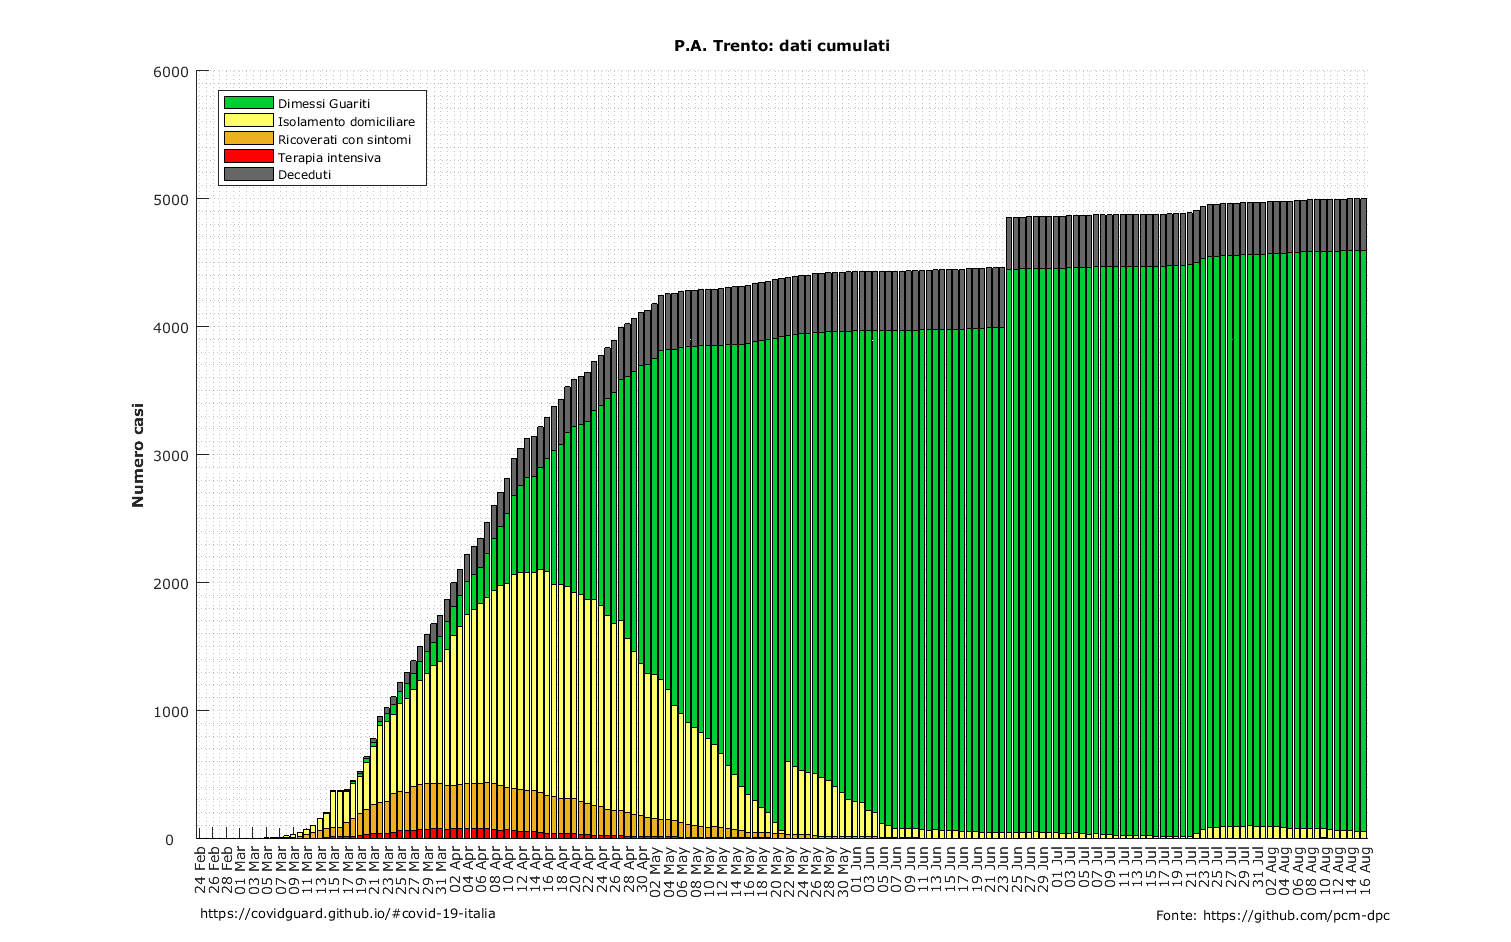 P.A. Trento: dati cumulati
6000
5000
4000
3000
2000
1000
0
Numero casi
Dimessi Guariti
Isolamento domiciliare
Ricoverati con sintomi
Terapia intensiva
Deceduti
24 Feb
26 Feb
28 Feb
01 Mar
03 Mar
05 Mar
07 Mar
09 Mar
11 Mar
13 Mar
15 Mar
17 Mar
19 Mar
21 Mar
23 Mar
25 Mar
27 Mar
29 Mar
31 Mar
02 Apr
04 Apr
06 Apr
08 Apr
10 Apr
12 Apr
14 Apr
16 Apr
18 Apr
20 Apr
22 Apr
24 Apr
26 Apr
28 Apr
30 Apr
02 May
04 May
06 May
08 May
10 May
12 May
14 May
16 May
18 May
20 May
22 May
24 May
26 May
28 May
30 May
01 Jun
03 Jun
05 Jun
07 Jun
09 Jun
11 Jun
13 Jun
15 Jun
17 Jun
19 Jun
21 Jun
23 Jun
25 Jun
27 Jun
29 Jun
01 Jul
03 Jul
05 Jul
07 Jul
09 Jul
11 Jul
13 Jul
15 Jul
17 Jul
19 Jul
21 Jul
23 Jul
25 Jul
27 Jul
29 Jul
31 Jul
02 Aug
04 Aug
06 Aug
08 Aug
10 Aug
12 Aug
14 Aug
16 Aug
https://covidguard.github.io/#covid-19-italia
Fonte: https://github.com/pcm-dpc